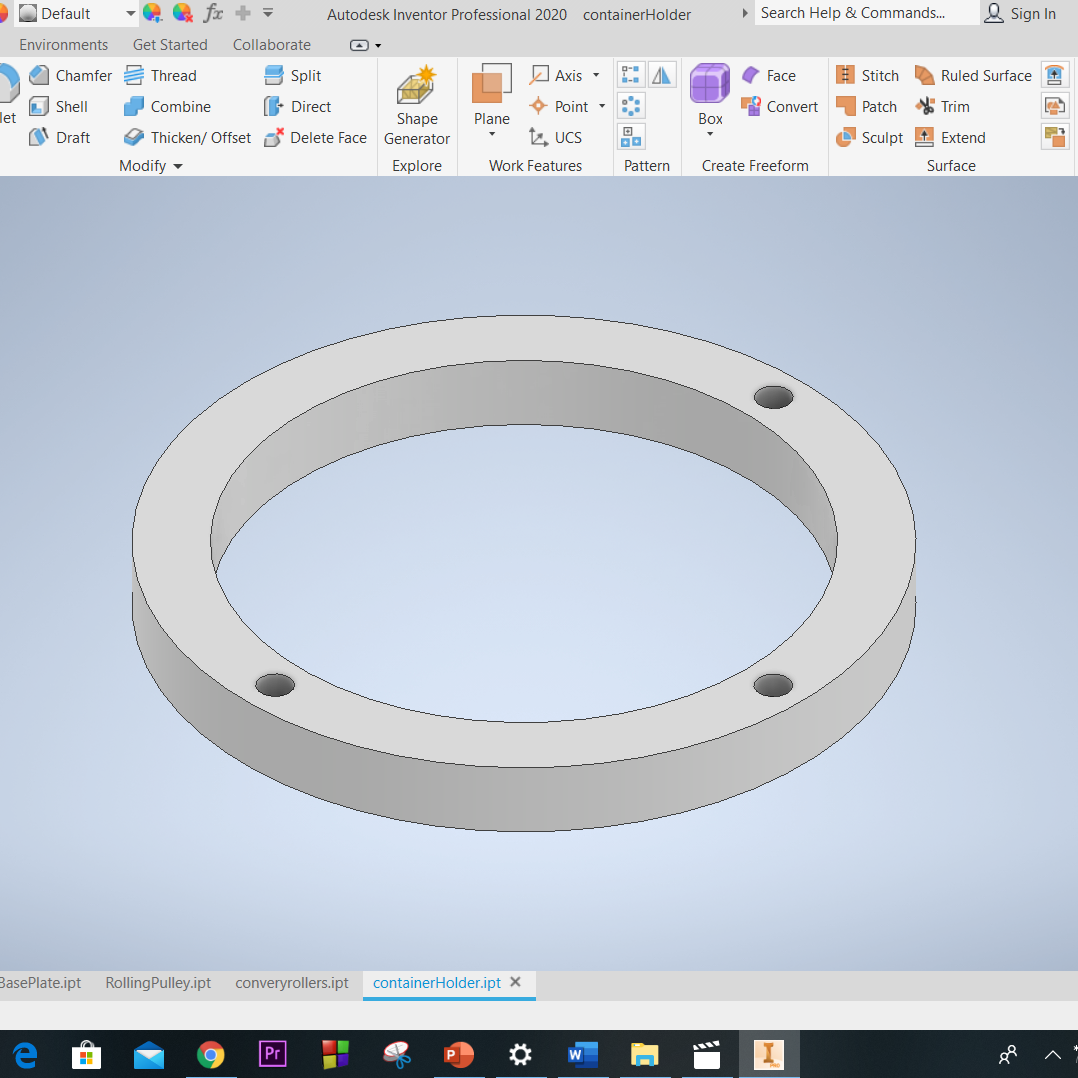 Default fx Autodesk Inventor Professional 2020 containerHolder Search Help & Commands... Sign In
Environments Get Started Collaborate
Chamfer Thread Split Axis Face Stitch Ruled Surface
let Shell Combine Direct Shape Generator Plane Point Box Convert Patch Trim
Draft Thicken/ Offset Delete Face UCS Sculpt Extend
Modify Explore Work Features Pattern Create Freeform Surface
BasePlate.ipt RollingPulley.ipt converyrollers.ipt containerHolder.ipt
e Pr P W I PRO